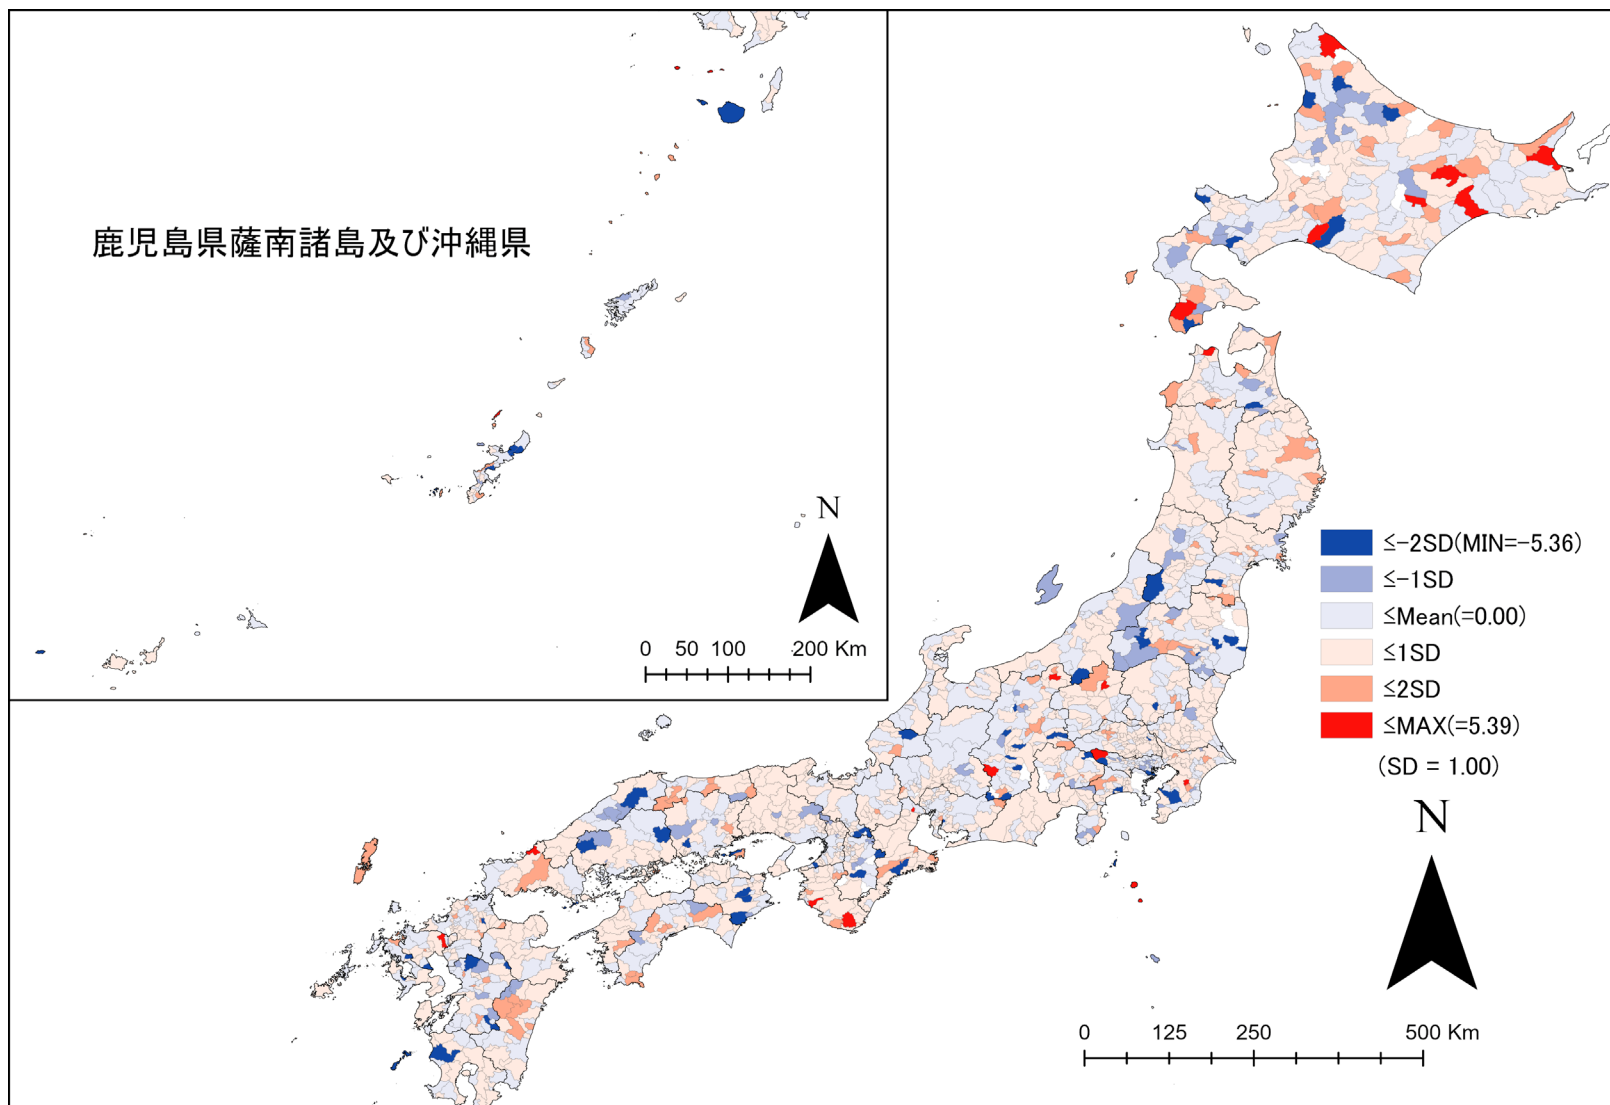 鹿児島県薩南諸島及び沖縄県
N
0 50 100 200 Km
≤-2SD(MIN=-5.36)
≤-1SD
≤Mean(=0.00)
≤1SD
≤2SD
≤MAX(=5.39)
(SD = 1.00)
N
0 125 250 500 Km